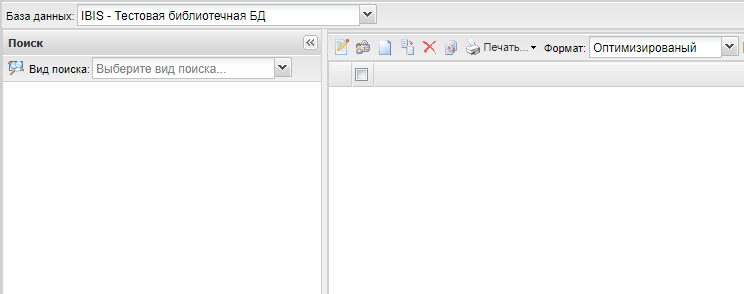 База данных: IBIS - Тестовая библиотечная БД
Поиск
Вид поиска: Выберите вид поиска...
Печать... Формат: Оптимизированый